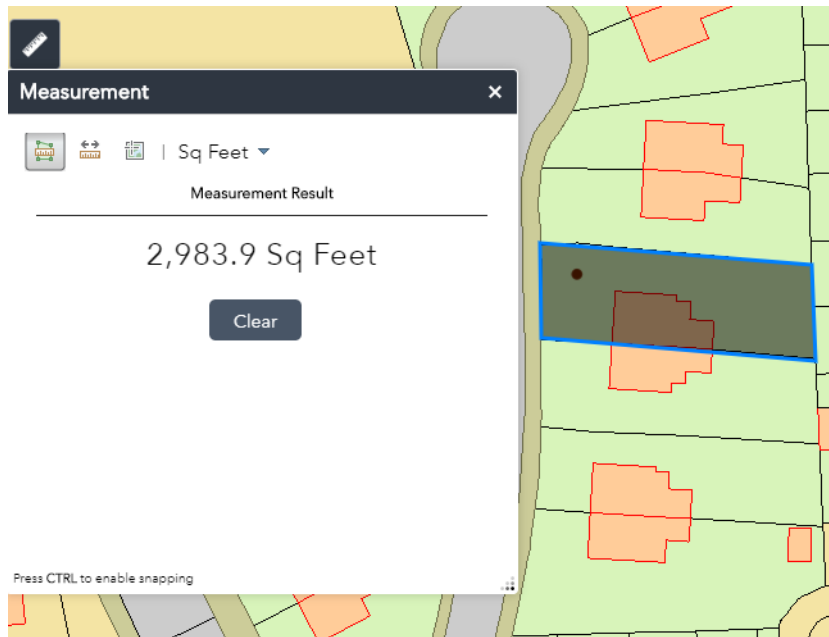 Measurement
| Sq Feet
Measurement Result
2,983.9 Sq Feet
Clear
Press CTRL to enable snapping